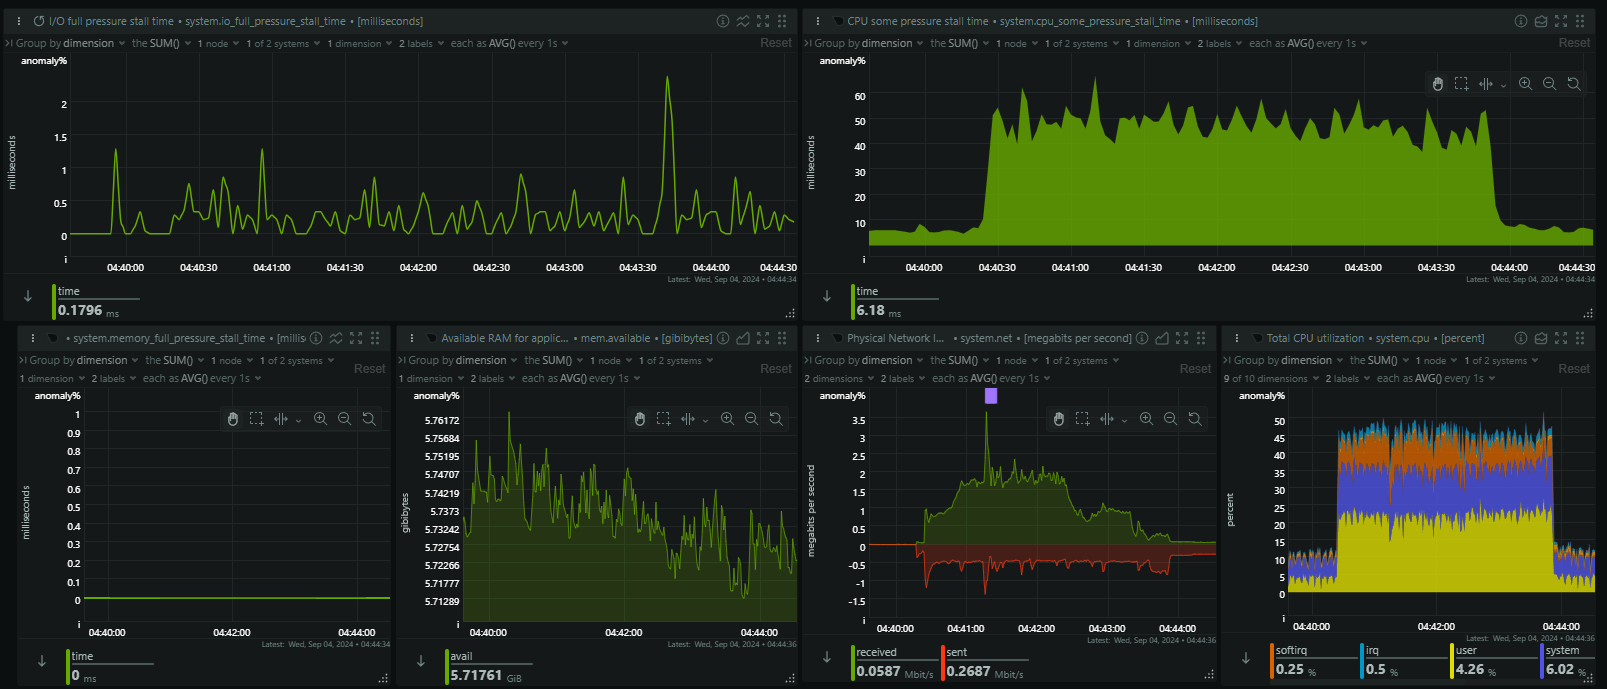 I/O full pressure stall time • system.io_full_pressure_stall_time • [milliseconds]
Group by dimension the SUM() 1 node 1 of 2 systems 1 dimension 2 labels each as AVG() every 1s Reset
anomaly%
milliseconds
2
1.5
1
0.5
0
i
04:40:00 04:40:30 04:41:00 04:41:30 04:42:00 04:42:30 04:43:00 04:43:30 04:44:00 04:44:30
Latest: Wed, Sep 04, 2024 • 04:44:34
time
0.1796 ms
CPU some pressure stall time • system.cpu_some_pressure_stall_time • [milliseconds]
Group by dimension the SUM() 1 node 1 of 2 systems 1 dimension 2 labels each as AVG() every 1s Reset
anomaly%
milliseconds
60
50
40
30
20
10
i
04:40:00 04:40:30 04:41:00 04:41:30 04:42:00 04:42:30 04:43:00 04:43:30 04:44:00 04:44:30
Latest: Wed, Sep 04, 2024 • 04:44:34
time
6.18 ms
• system.memory_full_pressure_stall_time • [millis
Group by dimension the SUM() 1 node 1 of 2 systems
1 dimension 2 labels each as AVG() every 1s Reset
anomaly%
milliseconds
1
0.9
0.8
0.7
0.6
0.5
0.4
0.3
0.2
0.1
0
i
04:40:00 04:42:00 04:44:00
Latest: Wed, Sep 04, 2024 • 04:44:34
time
0 ms
Available RAM for applic... • mem.available • [gibibytes]
Group by dimension the SUM() 1 node 1 of 2 systems
1 dimension 2 labels each as AVG() every 1s Reset
anomaly%
gibibytes
5.76172
5.75684
5.75195
5.74707
5.74219
5.7373
5.73242
5.72754
5.72266
5.71777
5.71289
i
04:40:00 04:42:00 04:44:00
Latest: Wed, Sep 04, 2024 • 04:44:36
avail
5.71761 GiB
Physical Network I... • system.net • [megabits per second]
Group by dimension the SUM() 1 node 1 of 2 systems
2 dimensions 2 labels each as AVG() every 1s Reset
anomaly%
megabits per second
3.5
3
2.5
2
1.5
1
0.5
0
-0.5
-1
-1.5
i
04:40:00 04:41:00 04:42:00 04:43:00 04:44:00
Latest: Wed, Sep 04, 2024 • 04:44:36
received sent
0.0587 Mbit/s 0.2687 Mbit/s
Total CPU utilization • system.cpu • [percent]
Group by dimension the SUM() 1 node 1 of 2 systems
9 of 10 dimensions 2 labels each as AVG() every 1s Reset
anomaly%
percent
50
45
40
35
30
25
20
15
10
5
0
i
04:40:00 04:42:00 04:44:00
Latest: Wed, Sep 04, 2024 • 04:44:36
softirq irq user system
0.25 % 0.5 % 4.26 % 6.02 %